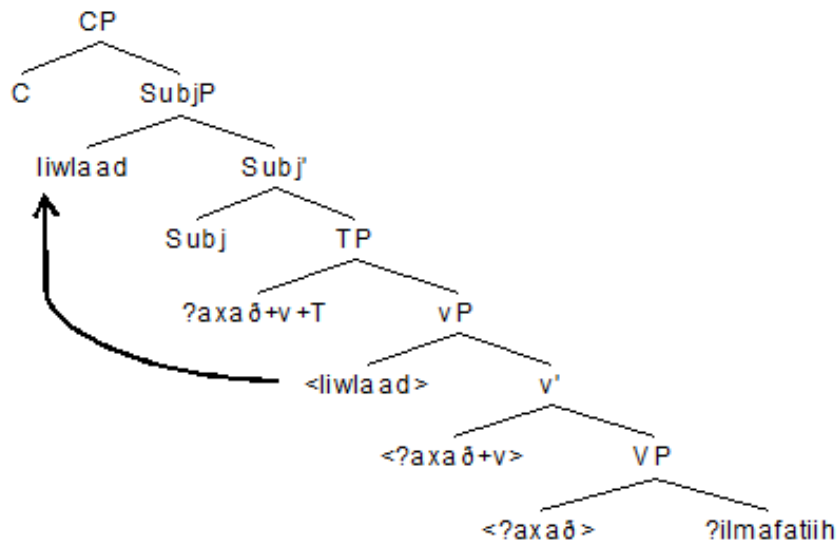 CP
C SubjP
liwlaad Subj'
Subj TP
?axað+v+T vP
<liwlaad> v'
<?axað+v> VP
<?axað> ?ilmafatiih